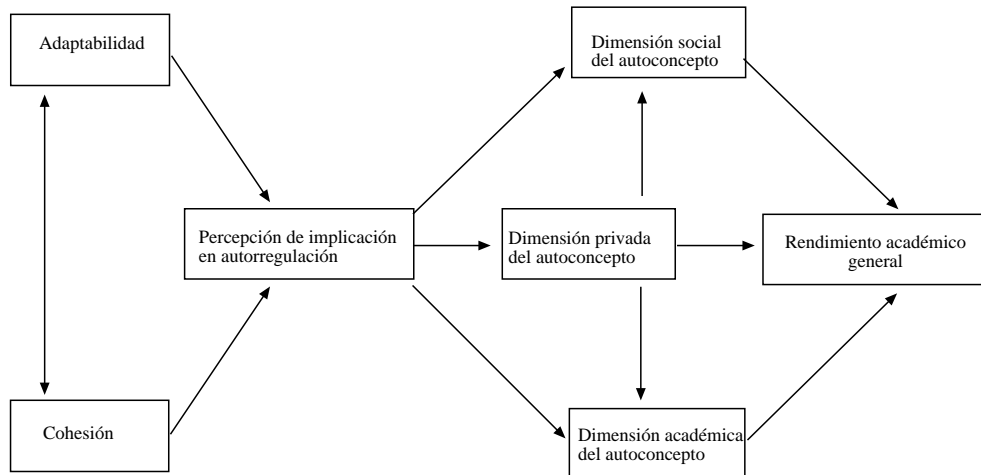 Adaptabilidad
Dimensión social
del autoconcepto
Percepción de implicación
en autorregulación
Dimensión privada
del autoconcepto
Rendimiento académico
general
Cohesión
Dimensión académica
del autoconcepto